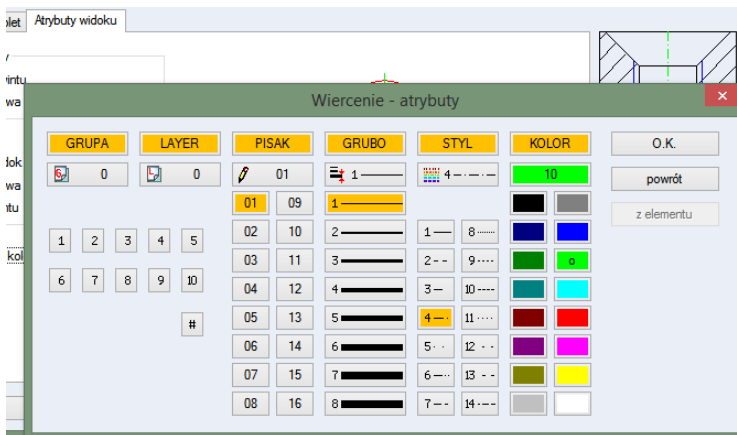 olet Atrybuty widoku
y
vintu
wa
Wiercenie - atrybuty
GRUPA LAYER PISAK GRUBO STYL KOLOR O.K.
dok
6 0 L 0 01 1 4 10 powrót
wa
ntu
01 09 1 z elementu
1 2 3 4 5 02 10 2 1 8
kol
03 11 3 2 9 o
6 7 8 9 10 04 12 4 3 10
# 05 13 5 4 11
06 14 6 5 12
07 15 7 6 13
08 16 8 7 14